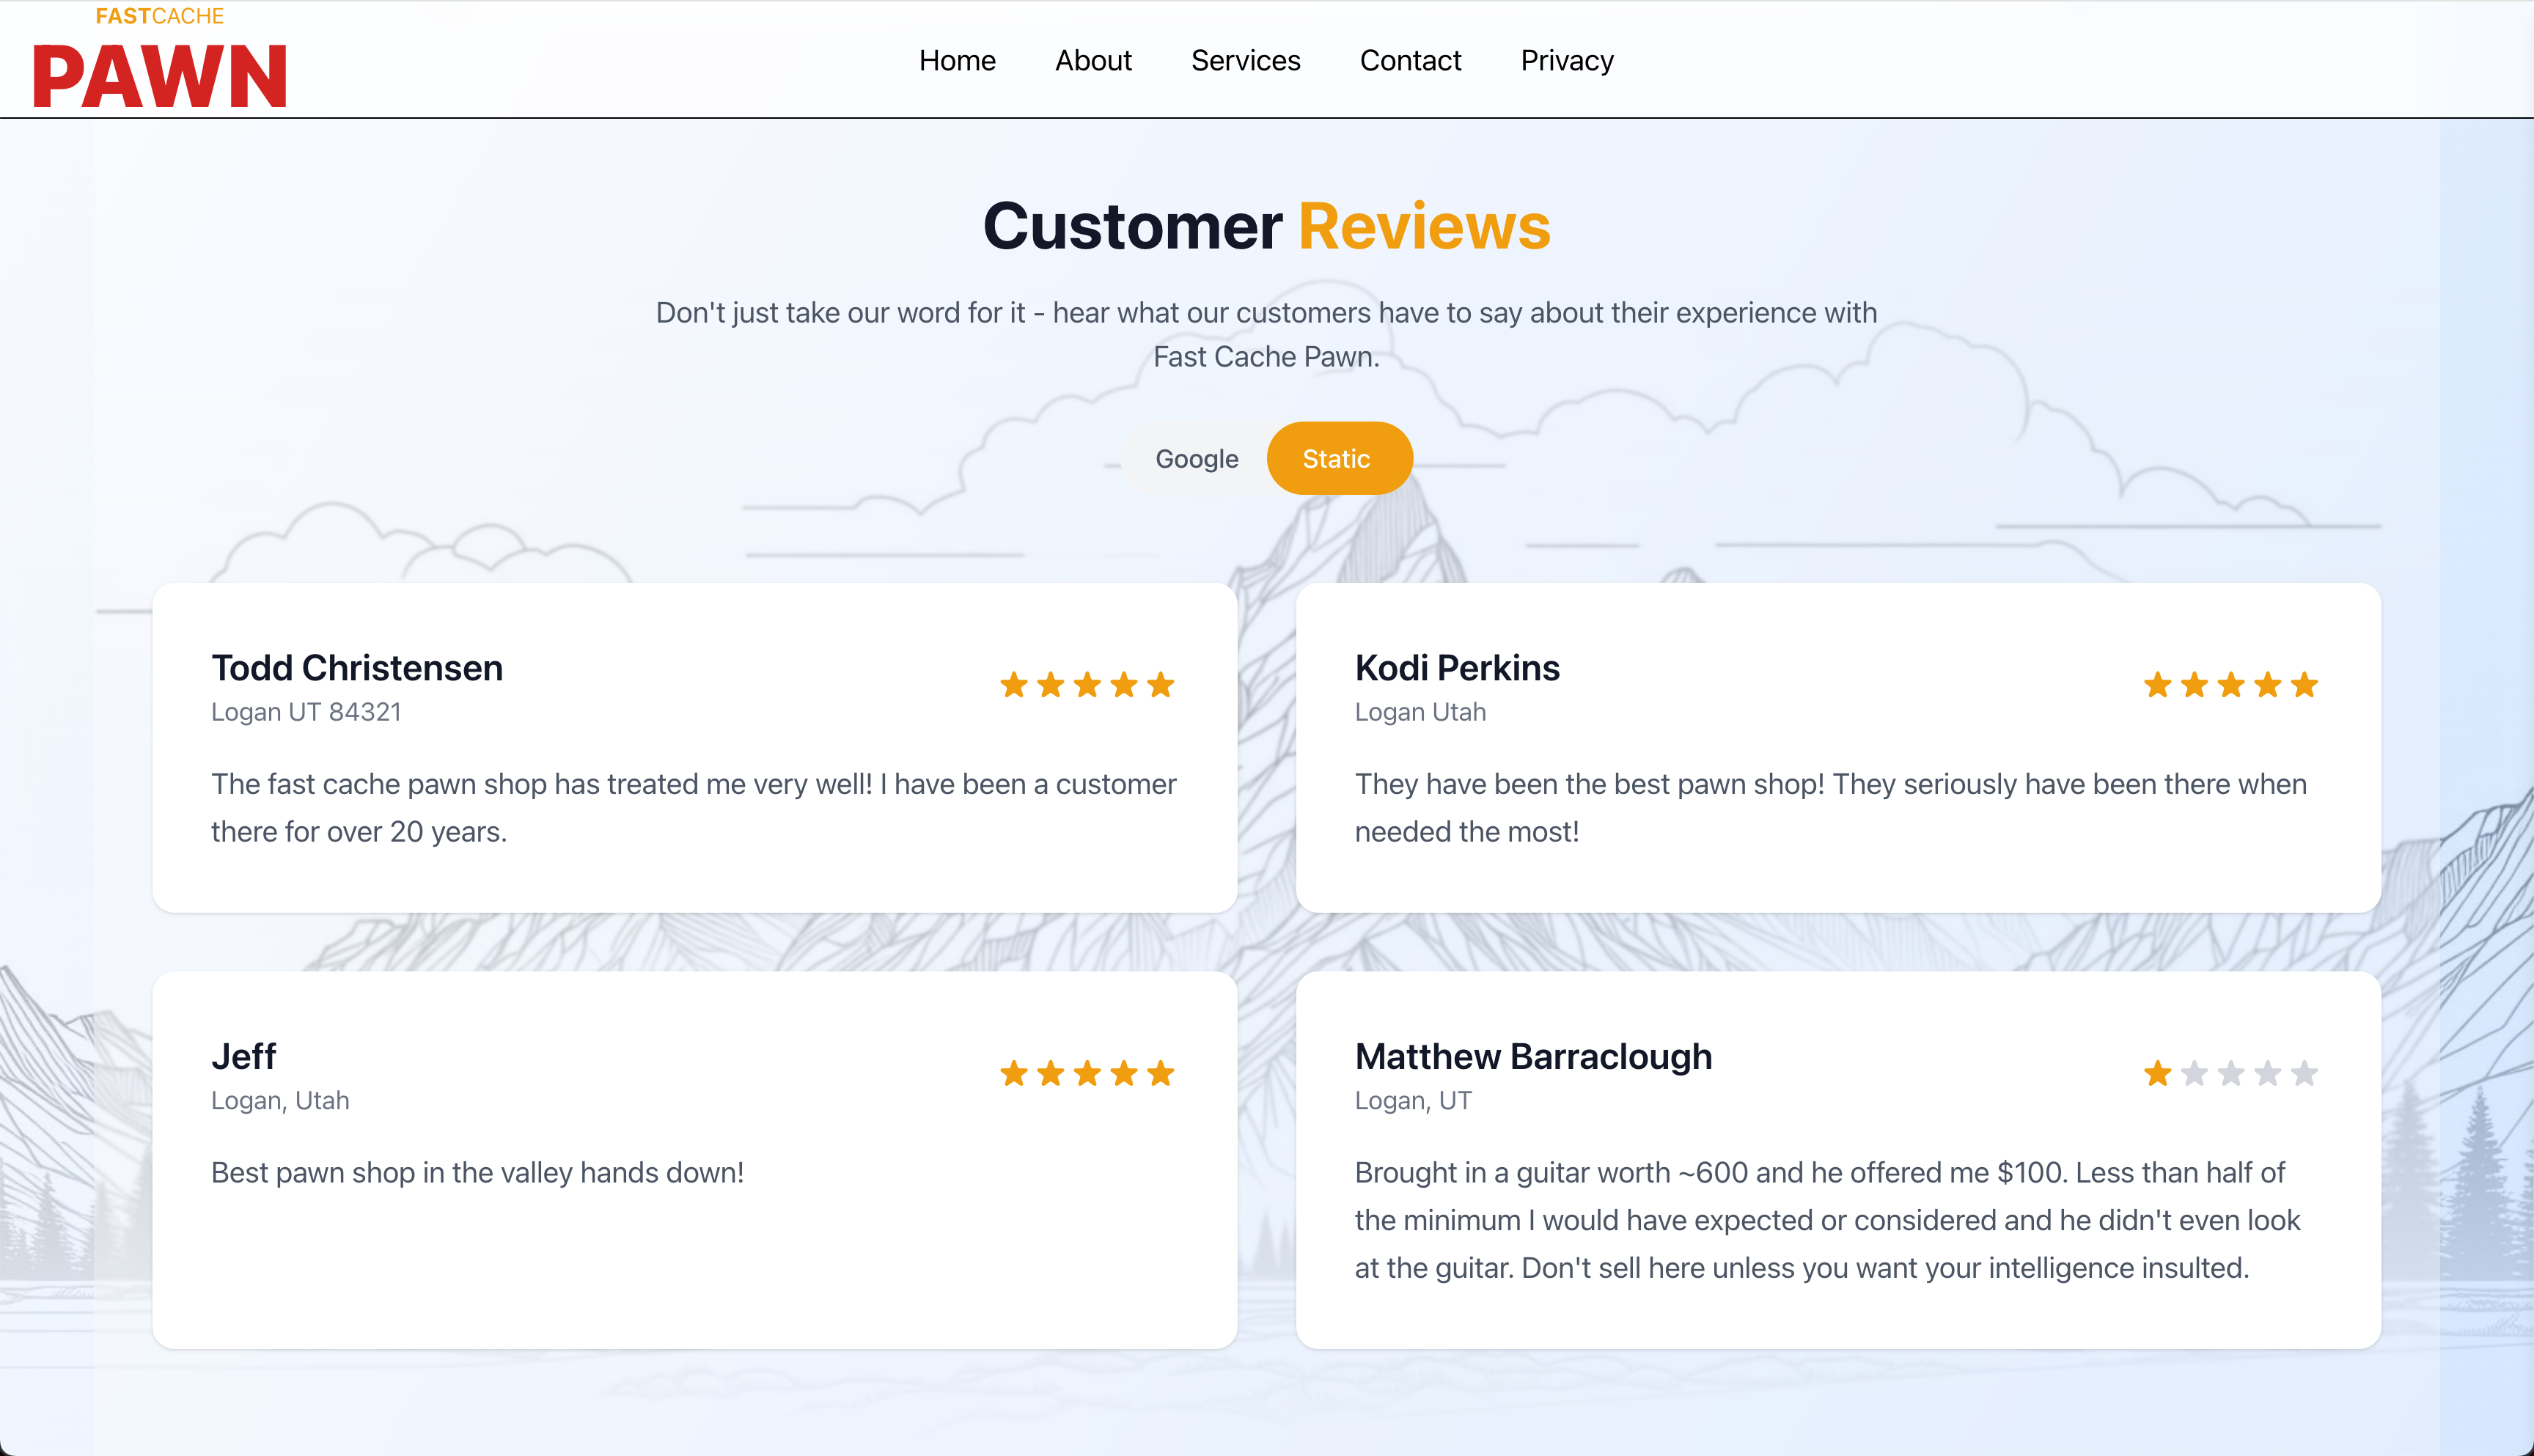 FASTCACHE
PAWN
Home About Services Contact Privacy
Customer Reviews
Don't just take our word for it - hear what our customers have to say about their experience with
Fast Cache Pawn.
Google Static
Todd Christensen
Logan UT 84321
The fast cache pawn shop has treated me very well! I have been a customer
there for over 20 years.
Kodi Perkins
Logan Utah
They have been the best pawn shop! They seriously have been there when
needed the most!
Jeff
Logan, Utah
Best pawn shop in the valley hands down!
Matthew Barraclough
Logan, UT
Brought in a guitar worth ~600 and he offered me $100. Less than half of
the minimum I would have expected or considered and he didn't even look
at the guitar. Don't sell here unless you want your intelligence insulted.